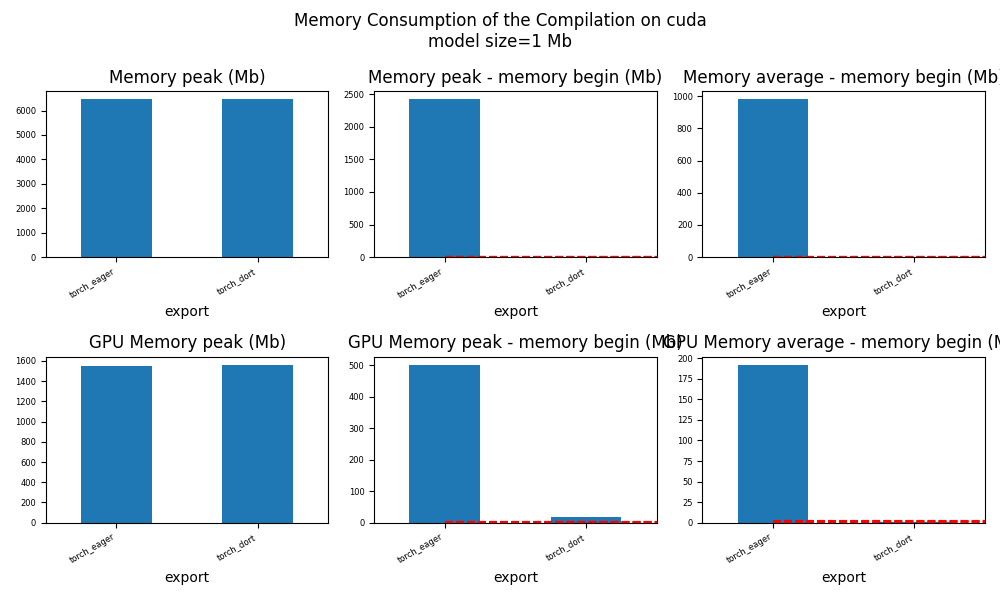 Memory Consumption of the Compilation on cuda
model size=1 Mb
Memory peak (Mb)
6000
5000
4000
3000
2000
1000
0
torch_eager
torch_dort
export
Memory peak - memory begin (Mb)
2500
2000
1500
1000
500
0
torch_eager
torch_dort
export
Memory average - memory begin (Mb)
1000
800
600
400
200
0
torch_eager
torch_dort
export
GPU Memory peak (Mb)
1600
1400
1200
1000
800
600
400
200
0
torch_eager
torch_dort
export
GPU Memory peak - memory begin (Mb)
500
400
300
200
100
0
torch_eager
torch_dort
export
GPU Memory average - memory begin (M
200
175
150
125
100
75
50
25
0
torch_eager
torch_dort
export